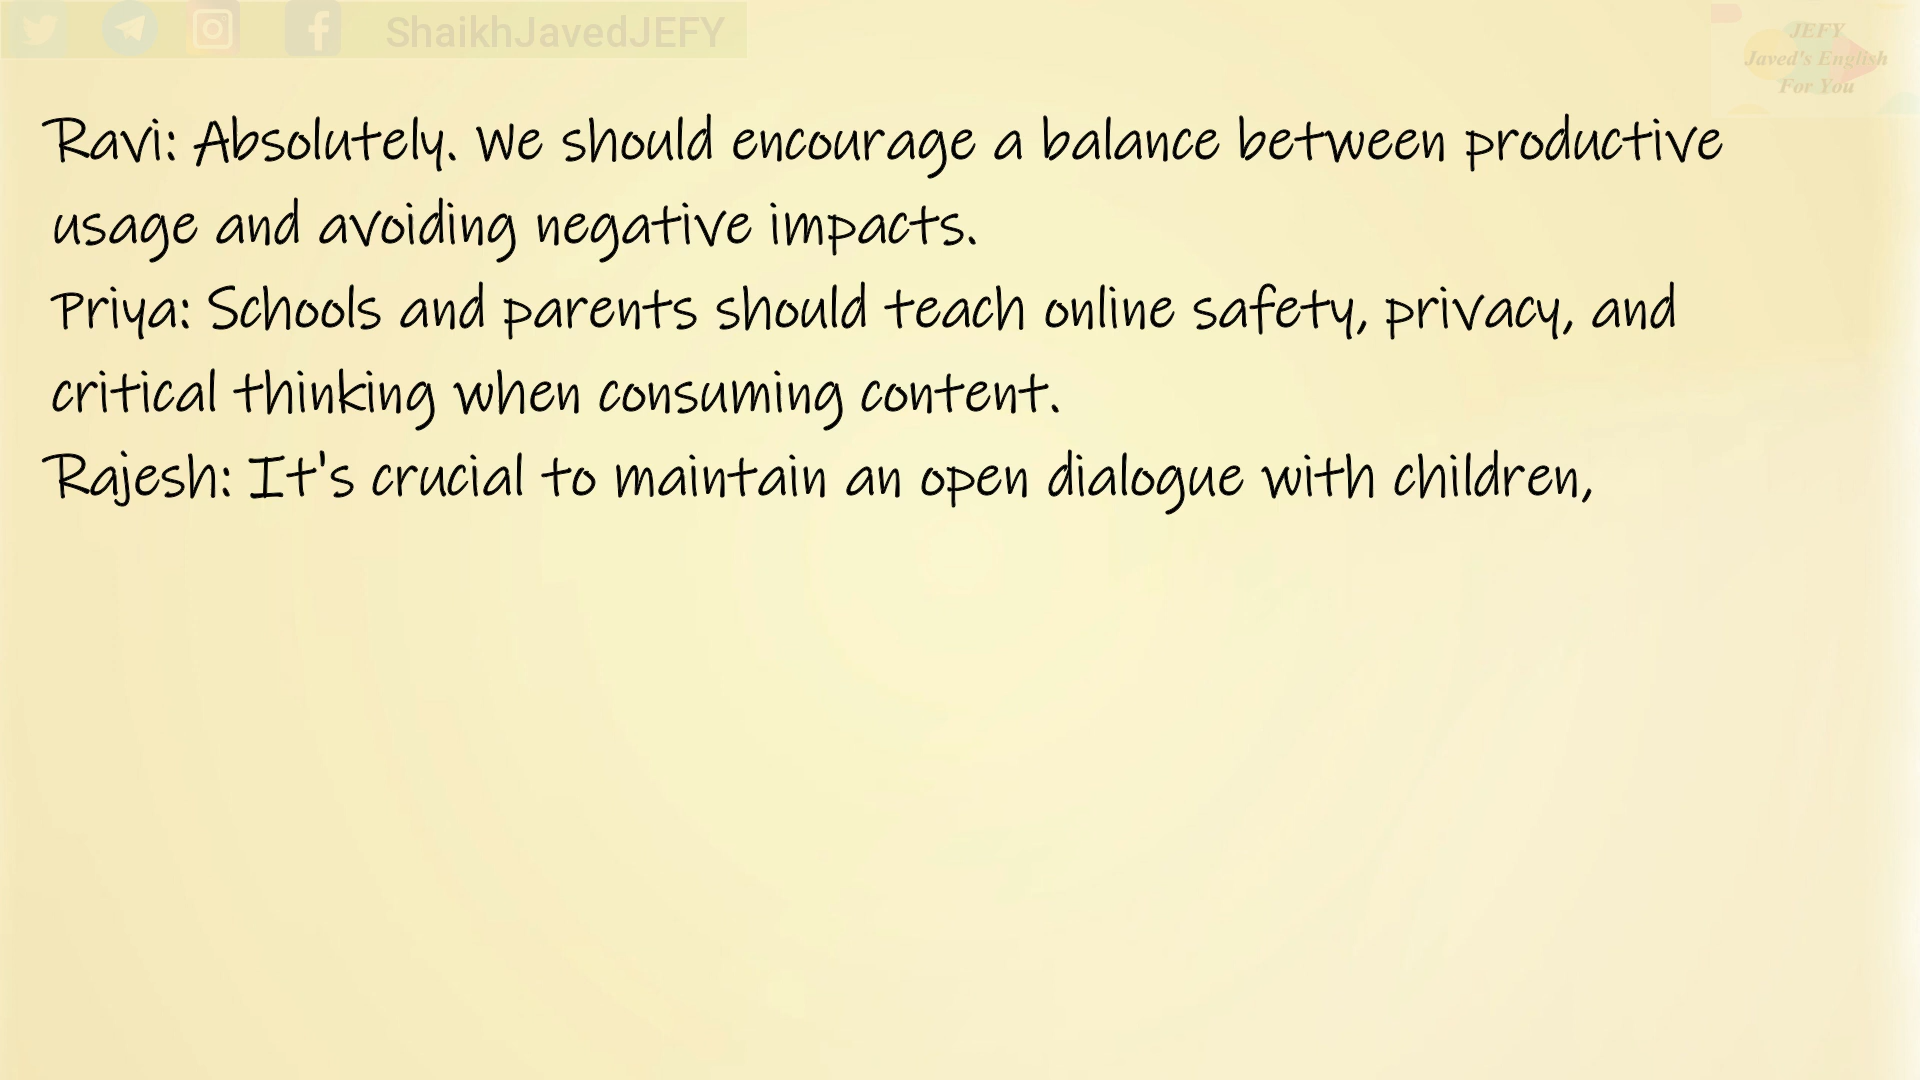 ShaikhJavedJEFY
JEFY
Javed's English
For You
Ravi: Absolutely. We should encourage a balance between productive
usage and avoiding negative impacts.
Priya: Schools and parents should teach online safety, privacy, and
critical thinking when consuming content.
Rajesh: It's crucial to maintain an open dialogue with children,